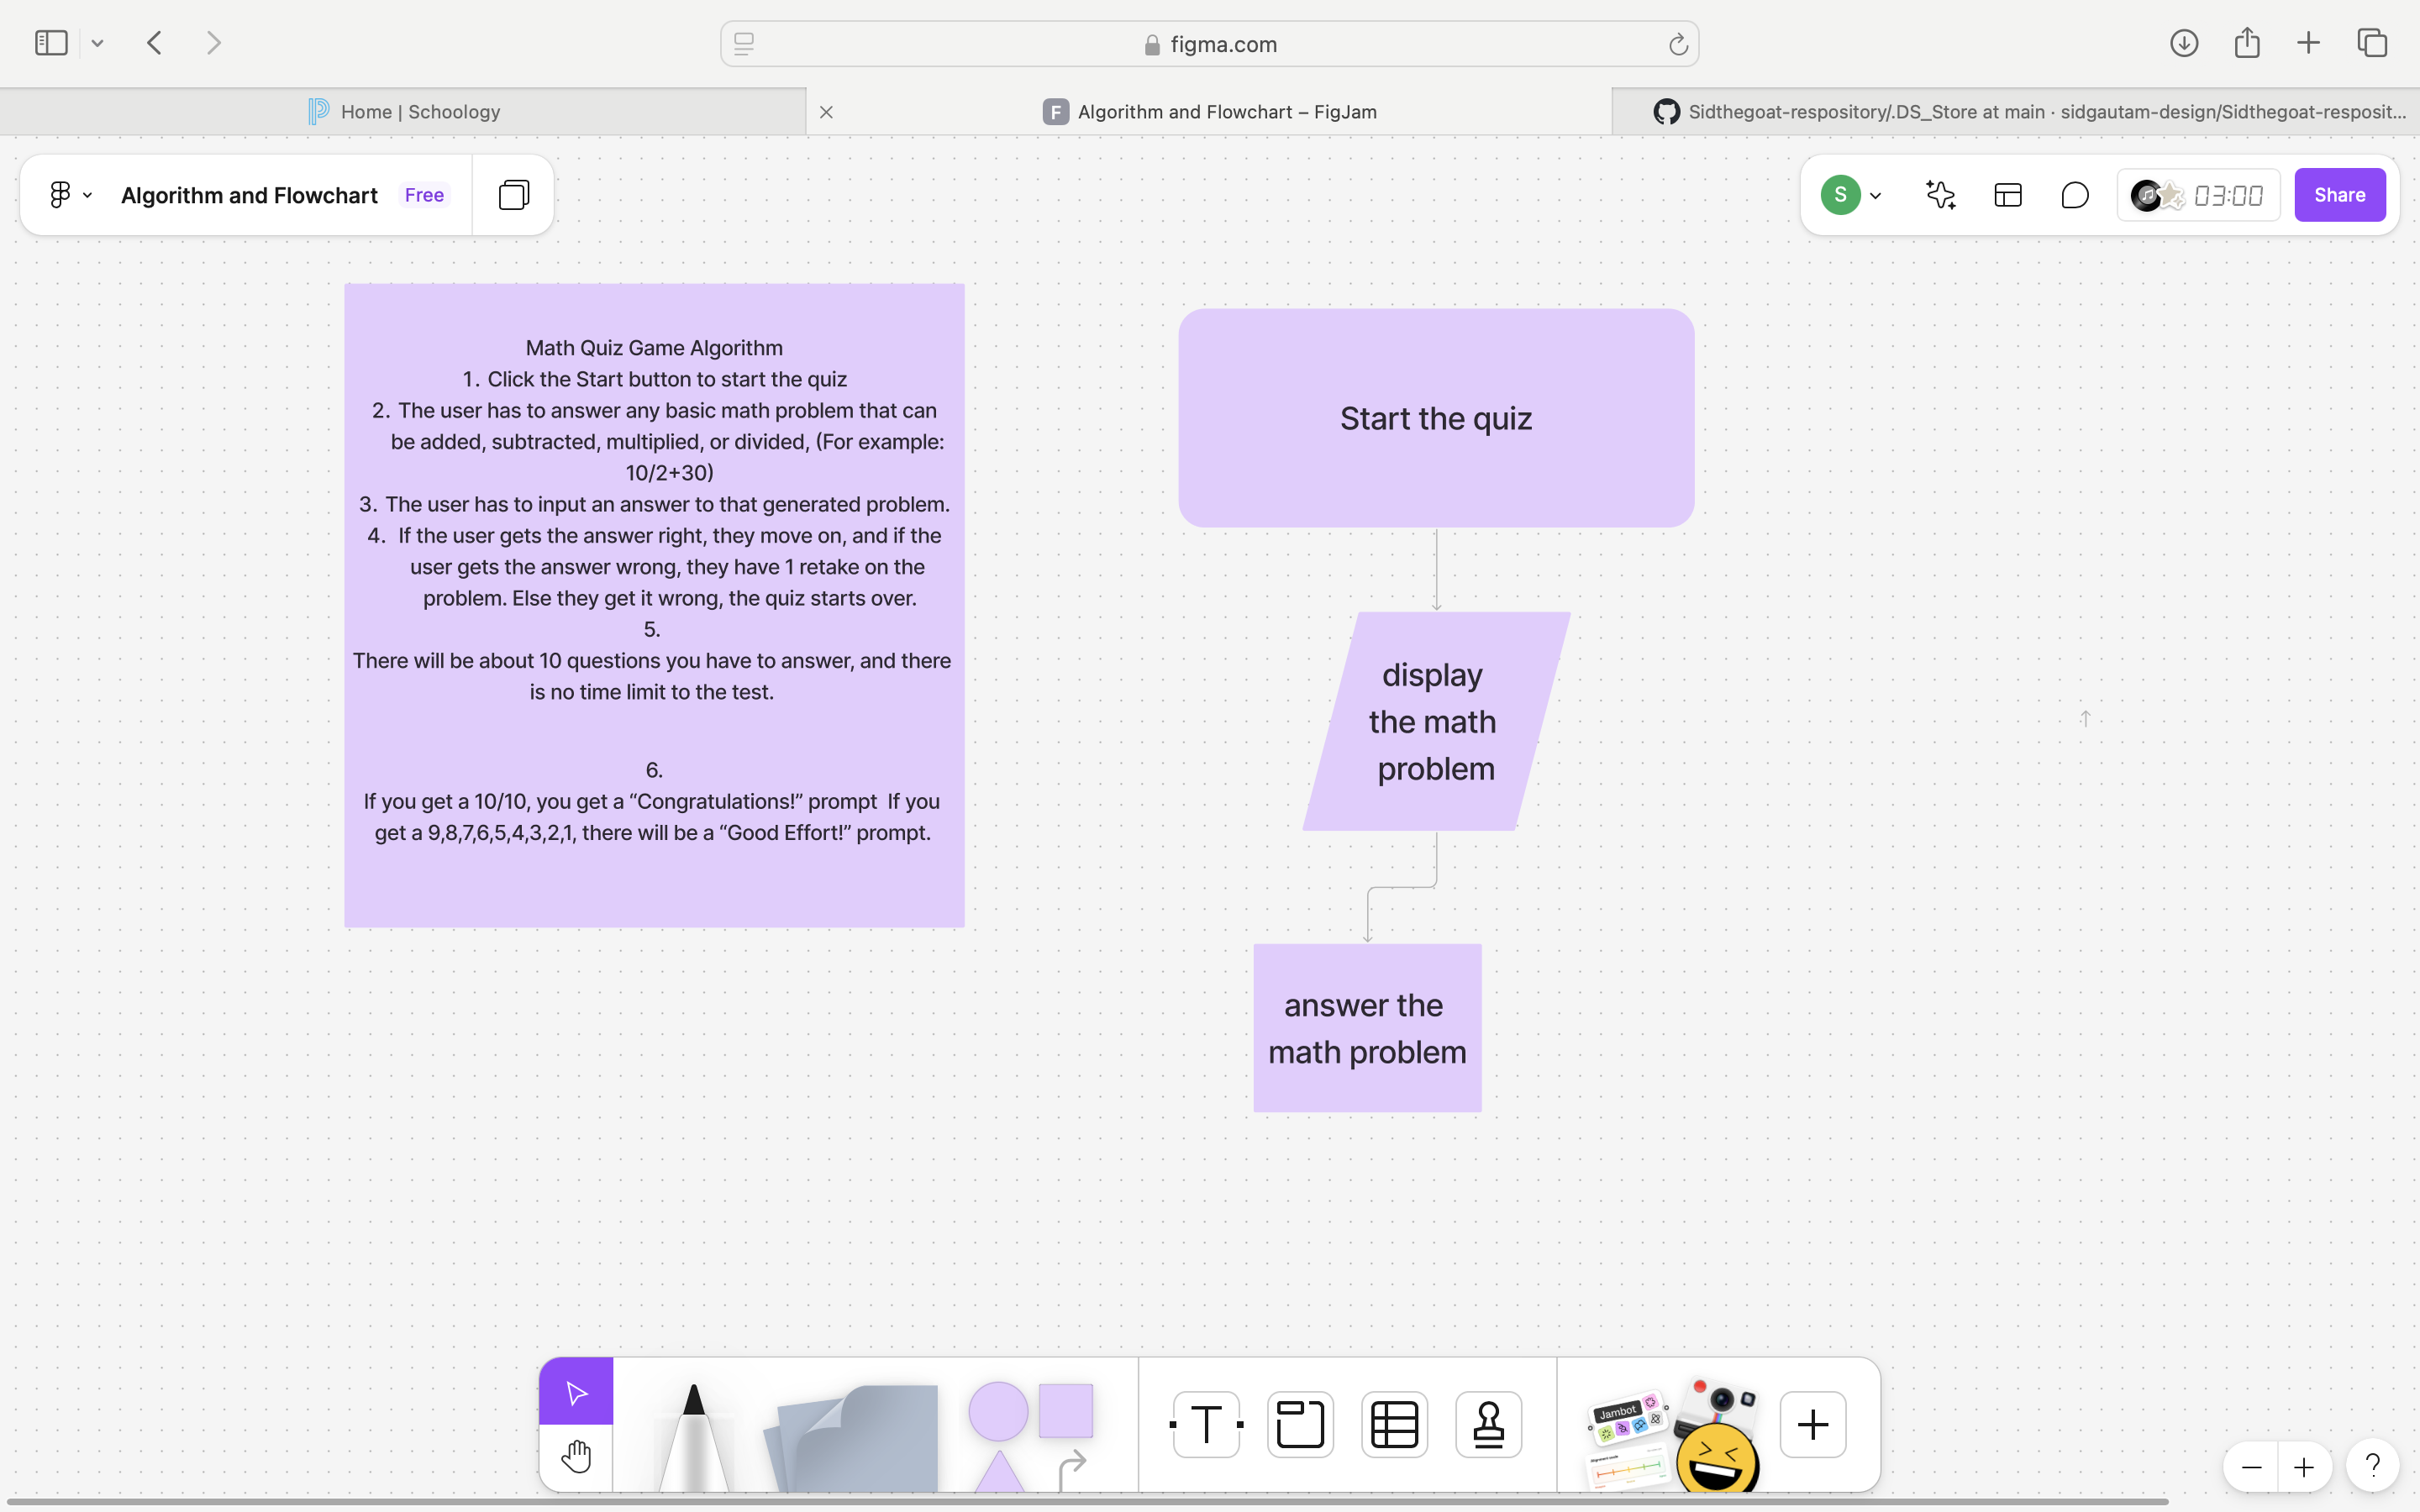 figma.com
Home | Schoology
F
Algorithm and Flowchart – FigJam
Sidthegoat-respository/.DS_Store at main · sidgautam-design/Sidthegoat-resposit...
Algorithm and Flowchart
Free
S
03:00
Share
Math Quiz Game Algorithm
1. Click the Start button to start the quiz
2. The user has to answer any basic math problem that can
be added, subtracted, multiplied, or divided, (For example:
10/2+30)
3. The user has to input an answer to that generated problem.
4. If the user gets the answer right, they move on, and if the
user gets the answer wrong, they have 1 retake on the
problem. Else they get it wrong, the quiz starts over.
5.
There will be about 10 questions you have to answer, and there
is no time limit to the test.
6.
If you get a 10/10, you get a “Congratulations!” prompt  If you
get a 9,8,7,6,5,4,3,2,1, there will be a “Good Effort!” prompt.
Start the quiz
display
the math
problem
answer the
math problem
T
Jambot
?